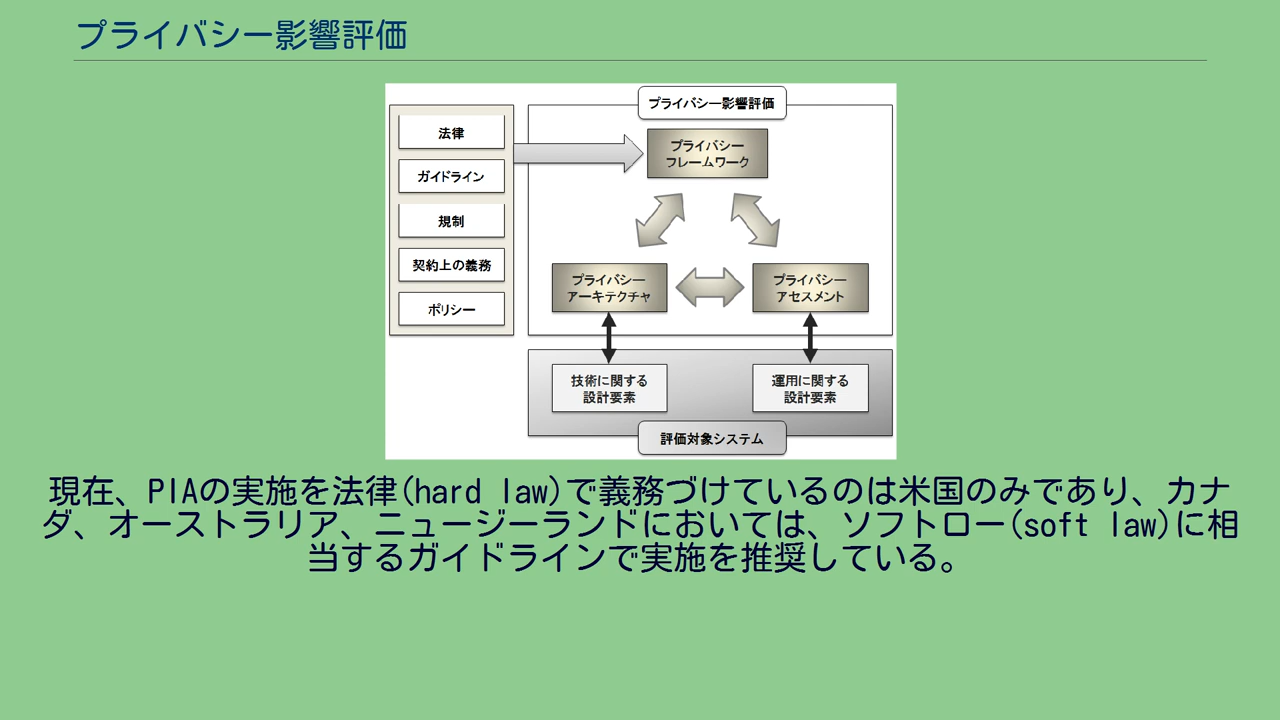 プライバシー影響評価
プライバシー影響評価
法律
ガイドライン
規制
契約上の義務
ポリシー
プライバシー
フレームワーク
プライバシー
アーキテクチャ
プライバシー
アセスメント
技術に関する
設計要素
運用に関する
設計要素
評価対象システム
現在、PIAの実施を法律(hard law)で義務づけているのは米国のみであり、カナ
ダ、オーストラリア、ニュージーランドにおいては、ソフトロー(soft law)に相
当するガイドラインで実施を推奨している。